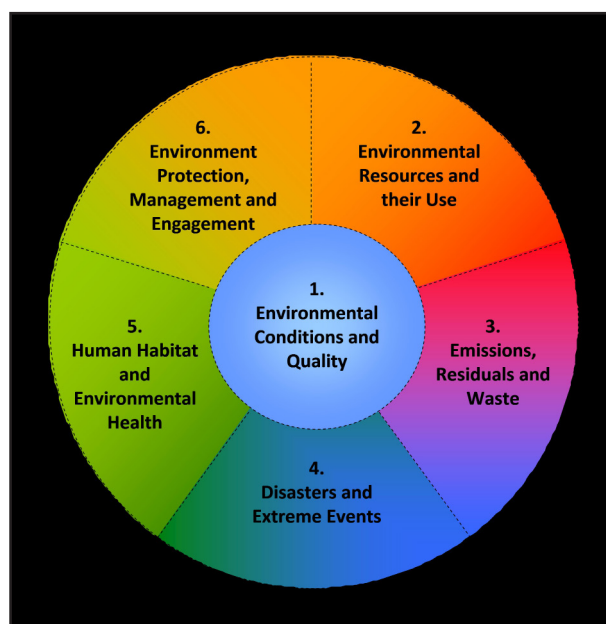 1.
Environmental
Conditions and
Quality
2.
Environmental
Resources and
their Use
3.
Emissions,
Residuals and
Waste
4.
Disasters and
Extreme Events
5.
Human Habitat
and
Environmental
Health
6.
Environment
Protection,
Management and
Engagement